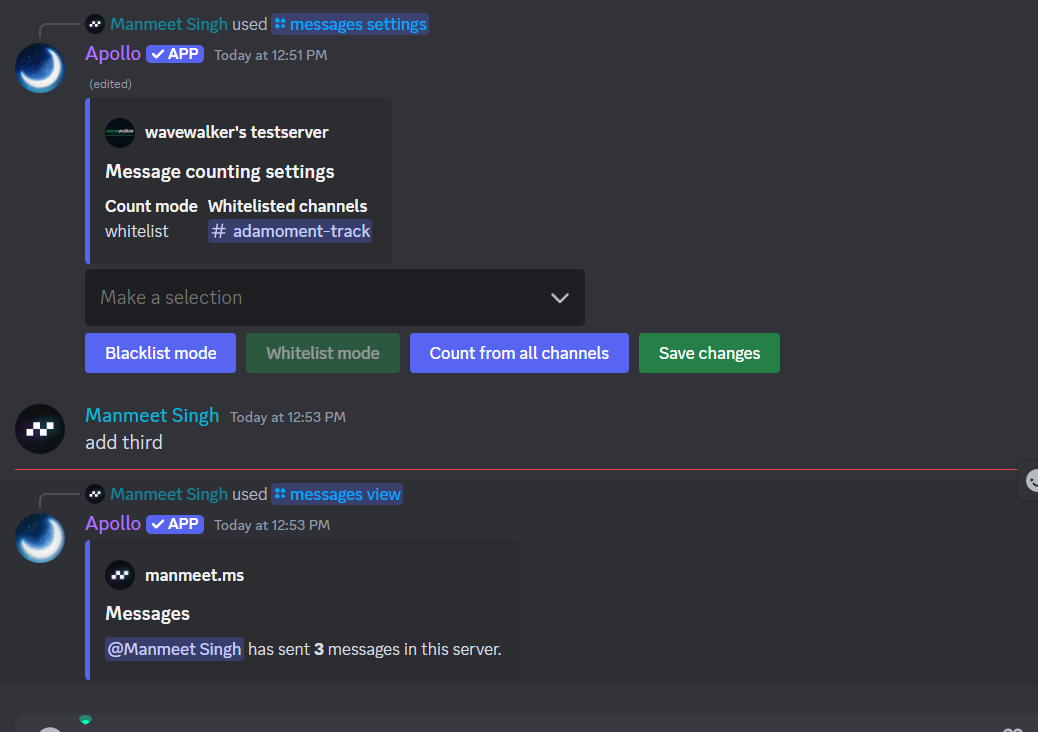 Manmeet Singh used messages settings
Apollo ✓ APP Today at 12:51 PM
(edited)
wavewalker's testserver
Message counting settings
Count mode Whitelisted channels
whitelist # adamoment-track
Make a selection
Blacklist mode Whitelist mode Count from all channels Save changes
Manmeet Singh Today at 12:53 PM
add third
Manmeet Singh used messages view
Apollo ✓ APP Today at 12:53 PM
manmeet.ms
Messages
@Manmeet Singh has sent 3 messages in this server.